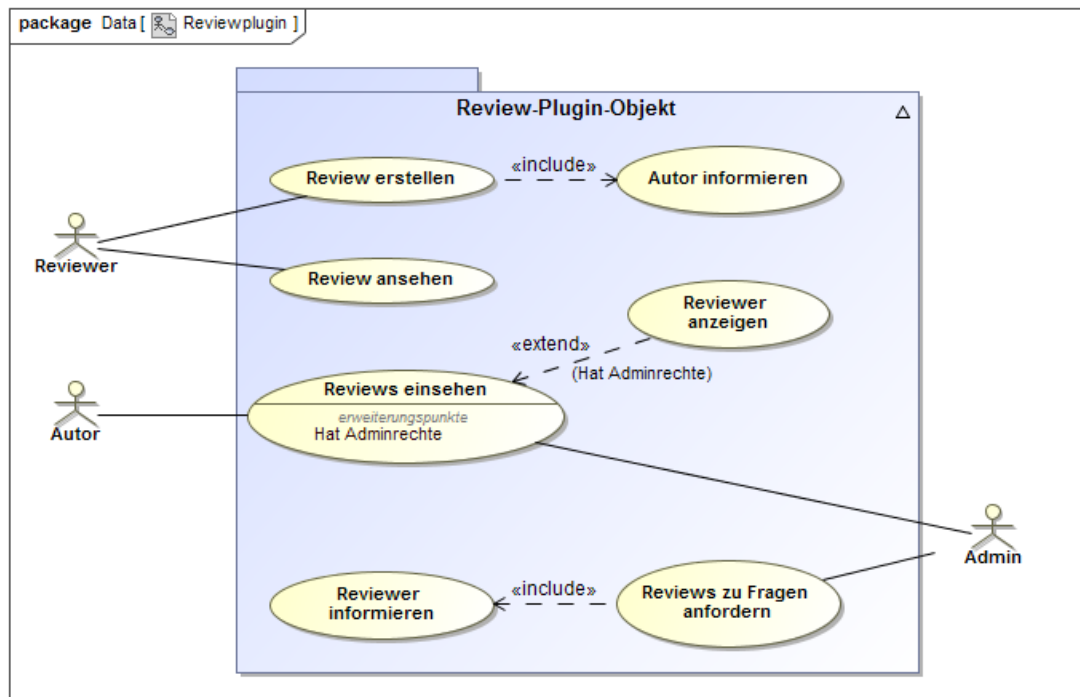 package Data [ Reviewplugin ]
Review-Plugin-Objekt
Review erstellen
«include»
Autor informieren
Reviewer
Review ansehen
Reviewer
anzeigen
«extend»
(Hat Adminrechte)
Reviews einsehen
erweiterungspunkte
Hat Adminrechte
Autor
Admin
Reviewer
informieren
«include»
Reviews zu Fragen
anfordern